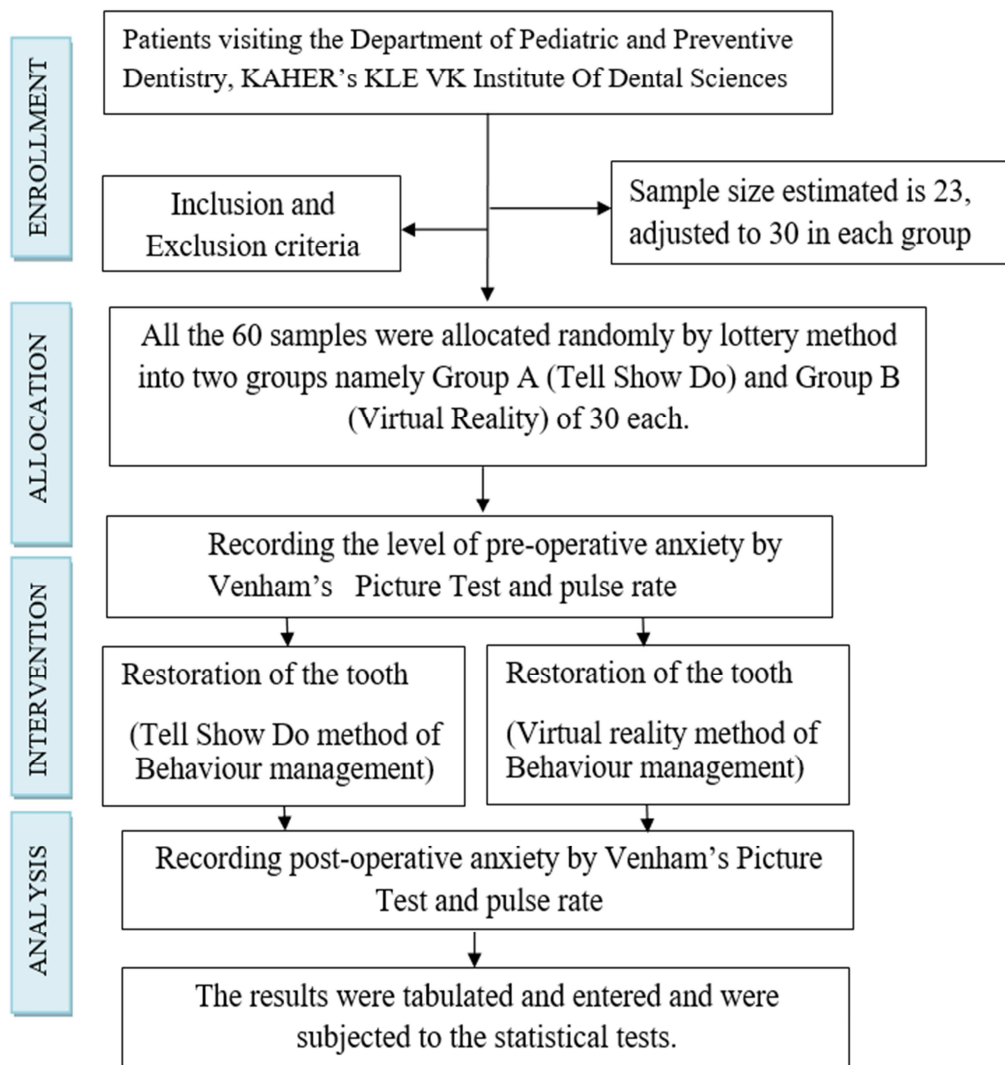 ENROLLMENT
Patients visiting the Department of Pediatric and Preventive
Dentistry, KAHER’s KLE VK Institute Of Dental Sciences
Inclusion and
Exclusion criteria
Sample size estimated is 23,
adjusted to 30 in each group
ALLOCATION
All the 60 samples were allocated randomly by lottery method
into two groups namely Group A (Tell Show Do) and Group B
(Virtual Reality) of 30 each.
INTERVENTION
Recording the level of pre-operative anxiety by
Venham’s Picture Test and pulse rate
Restoration of the tooth
(Tell Show Do method of
Behaviour management)
Restoration of the tooth
(Virtual reality method of
Behaviour management)
ANALYSIS
Recording post-operative anxiety by Venham’s Picture
Test and pulse rate
The results were tabulated and entered and were
subjected to the statistical tests.